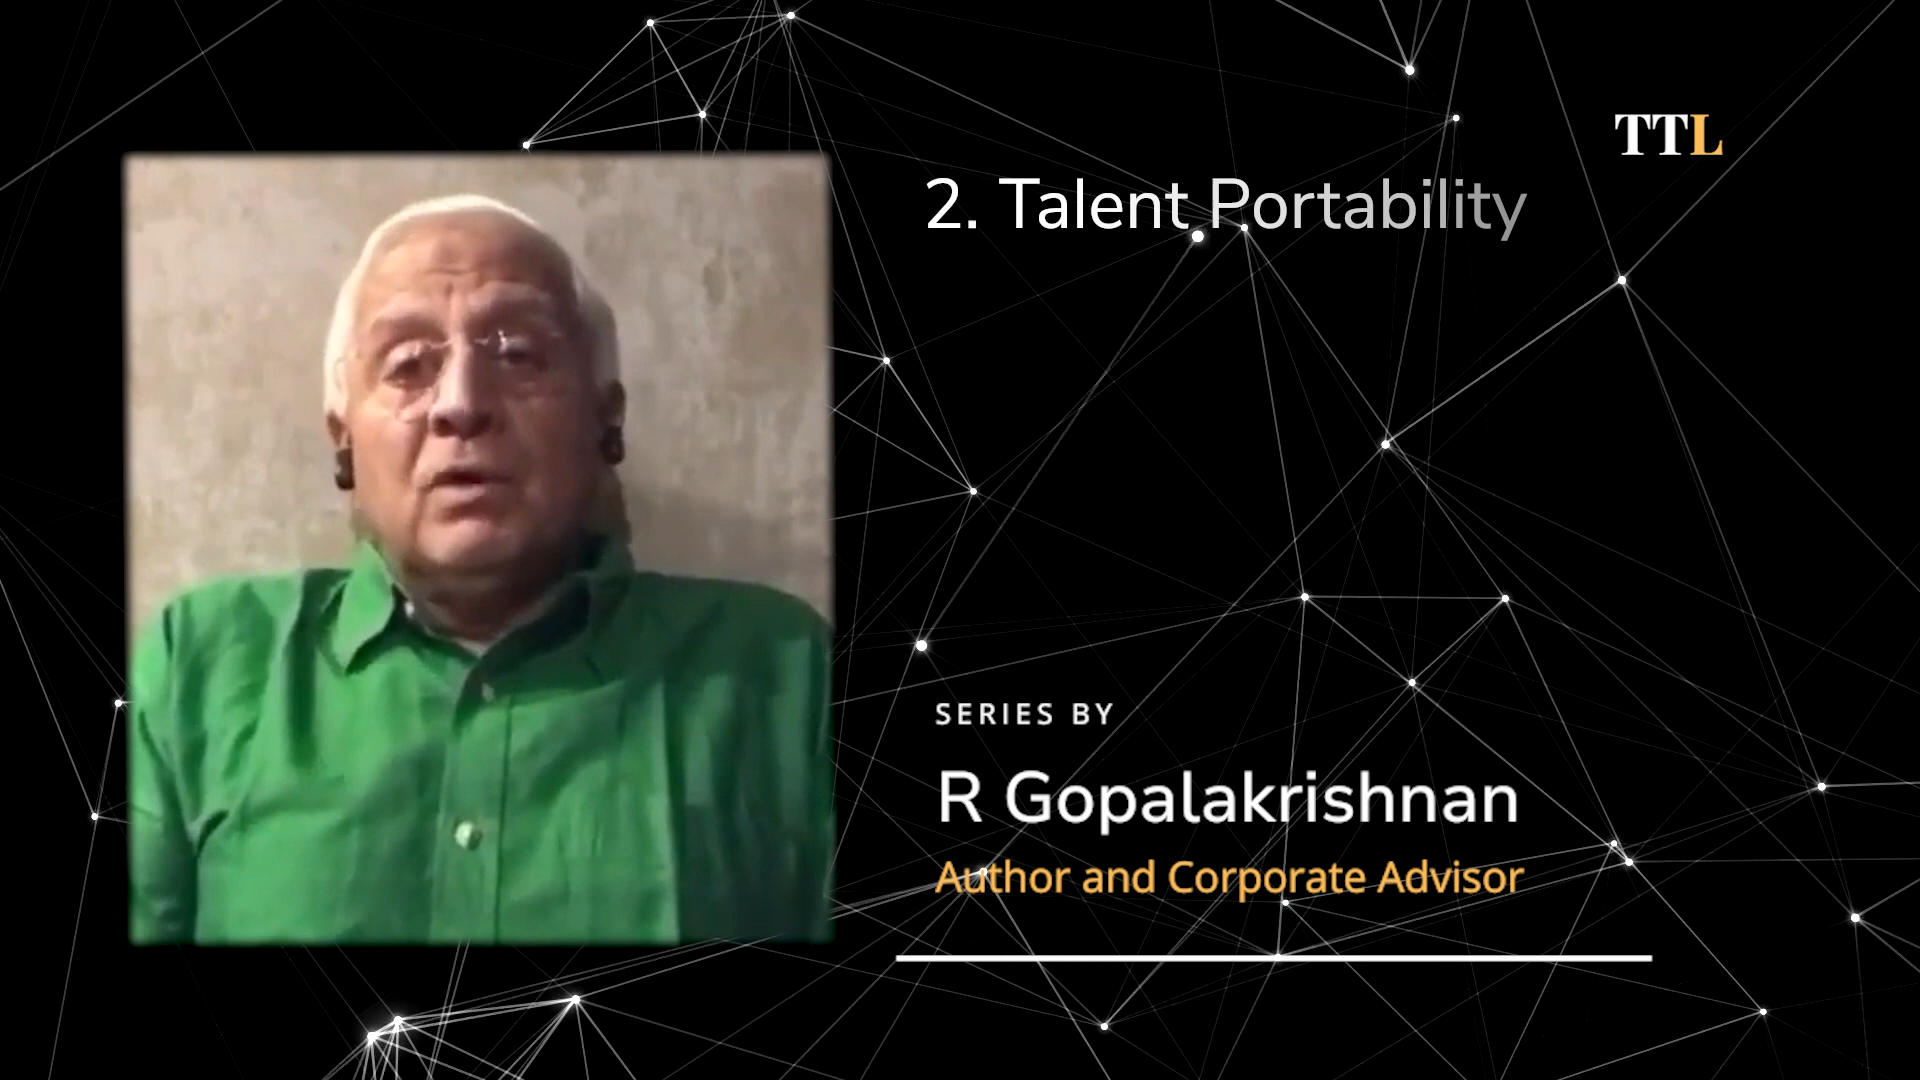 TTL
2. Talent Portability
SERIES BY
R Gopalakrishnan
Author and Corporate Advisor